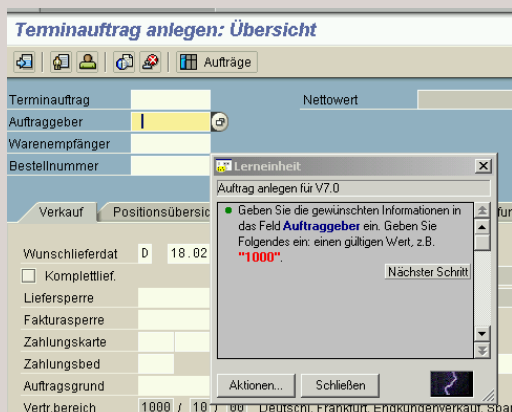 Terminauftrag anlegen: Übersicht
Aufträge
Terminauftrag
Nettowert
Auftraggeber
Warenempfänger
Bestellnummer
Lerneinheit
Auftrag anlegen für V7.0
Geben Sie die gewünschten Informationen in
das Feld Auftraggeber ein. Geben Sie
Folgendes ein: einen gültigen Wert, z.B.
"1000".
Nächster Schritt
Aktionen...
Schließen
Verkauf
Wunschlieferdat D 18.02
Komplettlief.
Liefersperre
Fakturasperre
Zahlungskarte
Zahlungsbed
Auftragsgrund
Vertr.bereich 1000 / 10 / 00 Deutschl. Frankfurt, Endkundenverkauf,